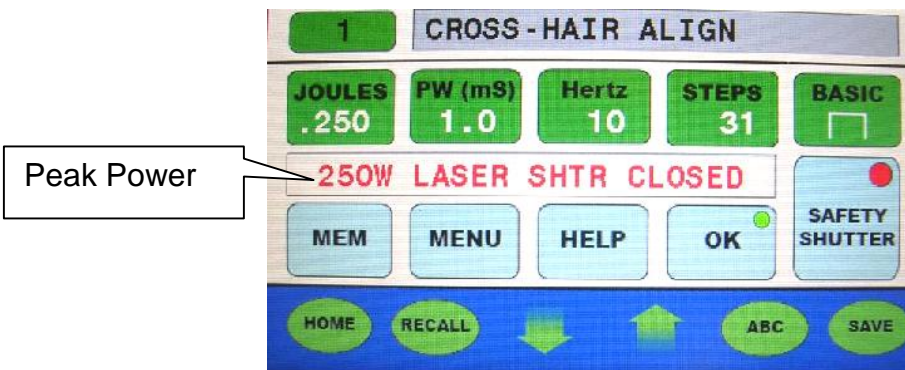 1 CROSS-HAIR ALIGN
JOULES PW (mS) Hertz STEPS BASIC
.250 1.0 10 31
Peak Power
250W LASER SHTR CLOSED
MEM MENU HELP OK SAFETY SHUTTER
HOME RECALL ABC SAVE